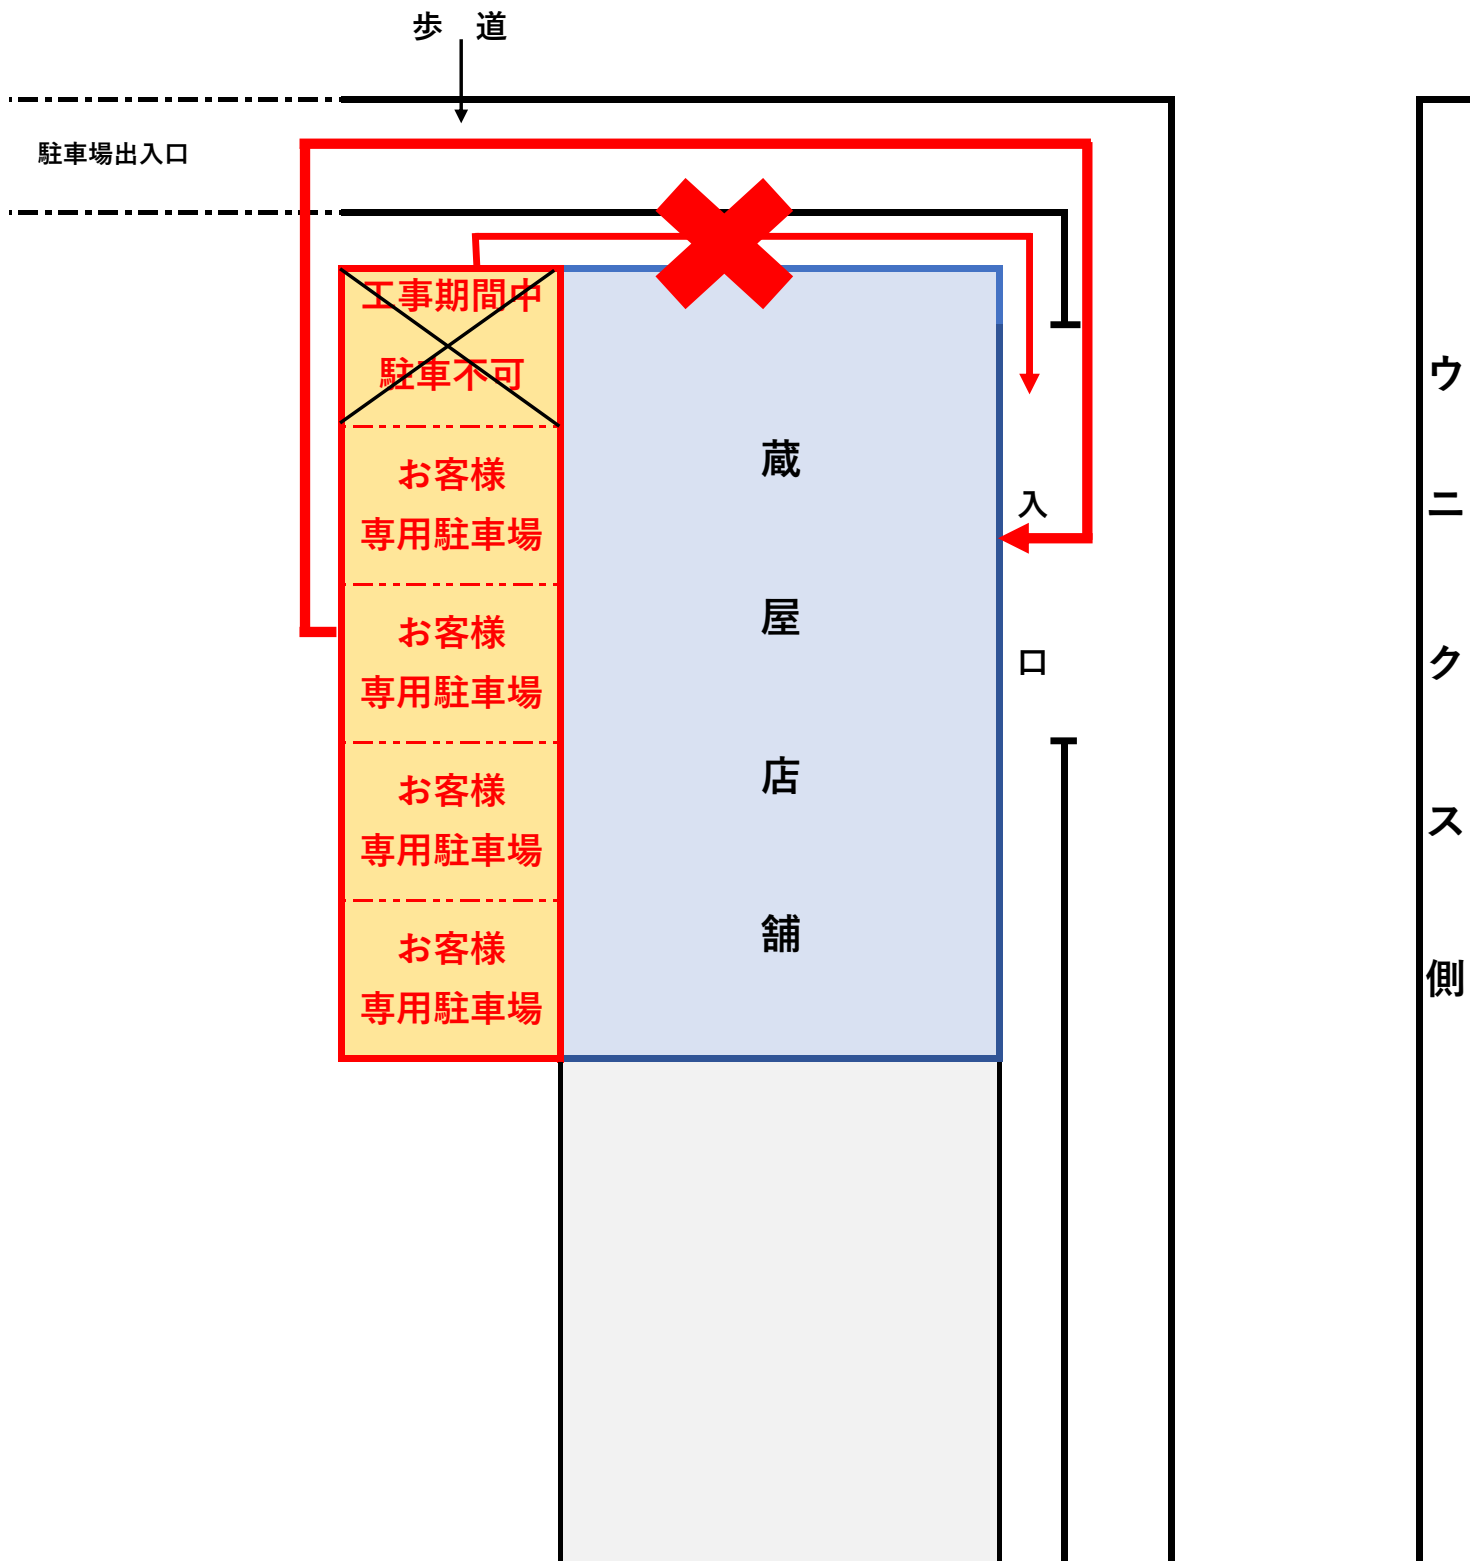 歩　道
駐車場出入口
工事期間中
駐車不可
お客様
専用駐車場
お客様
専用駐車場
お客様
専用駐車場
お客様
専用駐車場
蔵屋店舗
入口
ウニクス側